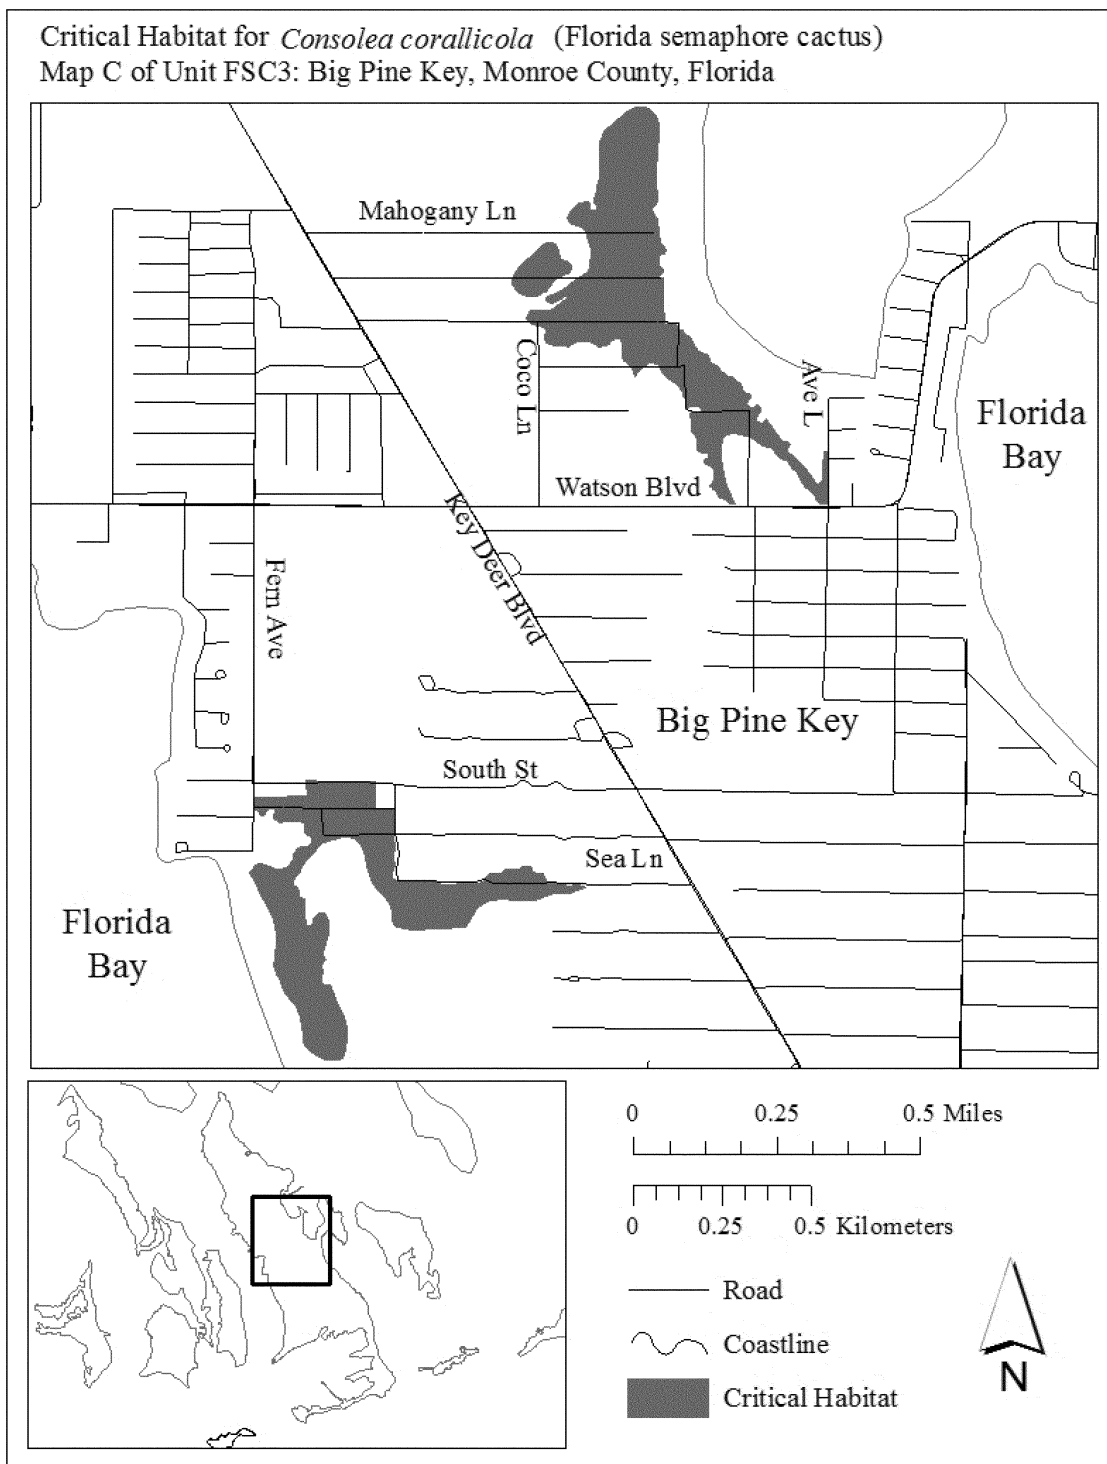 Critical Habitat for Consolea corallicola (Florida semaphore cactus)
Map C of Unit FSC3: Big Pine Key, Monroe County, Florida
Mahogany Ln
Coco Ln
Ave L
Florida
Bay
Watson Blvd
Key Deer Blvd
Fern Ave
Big Pine Key
South St
Sea Ln
Florida
Bay
0 0.25 0.5 Miles
0 0.25 0.5 Kilometers
Road
Coastline
Critical Habitat
N